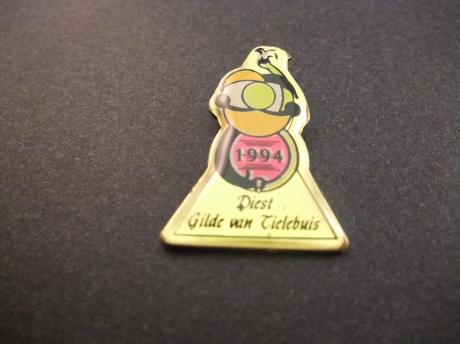 1994
Diest
Gilde van Tielebuis